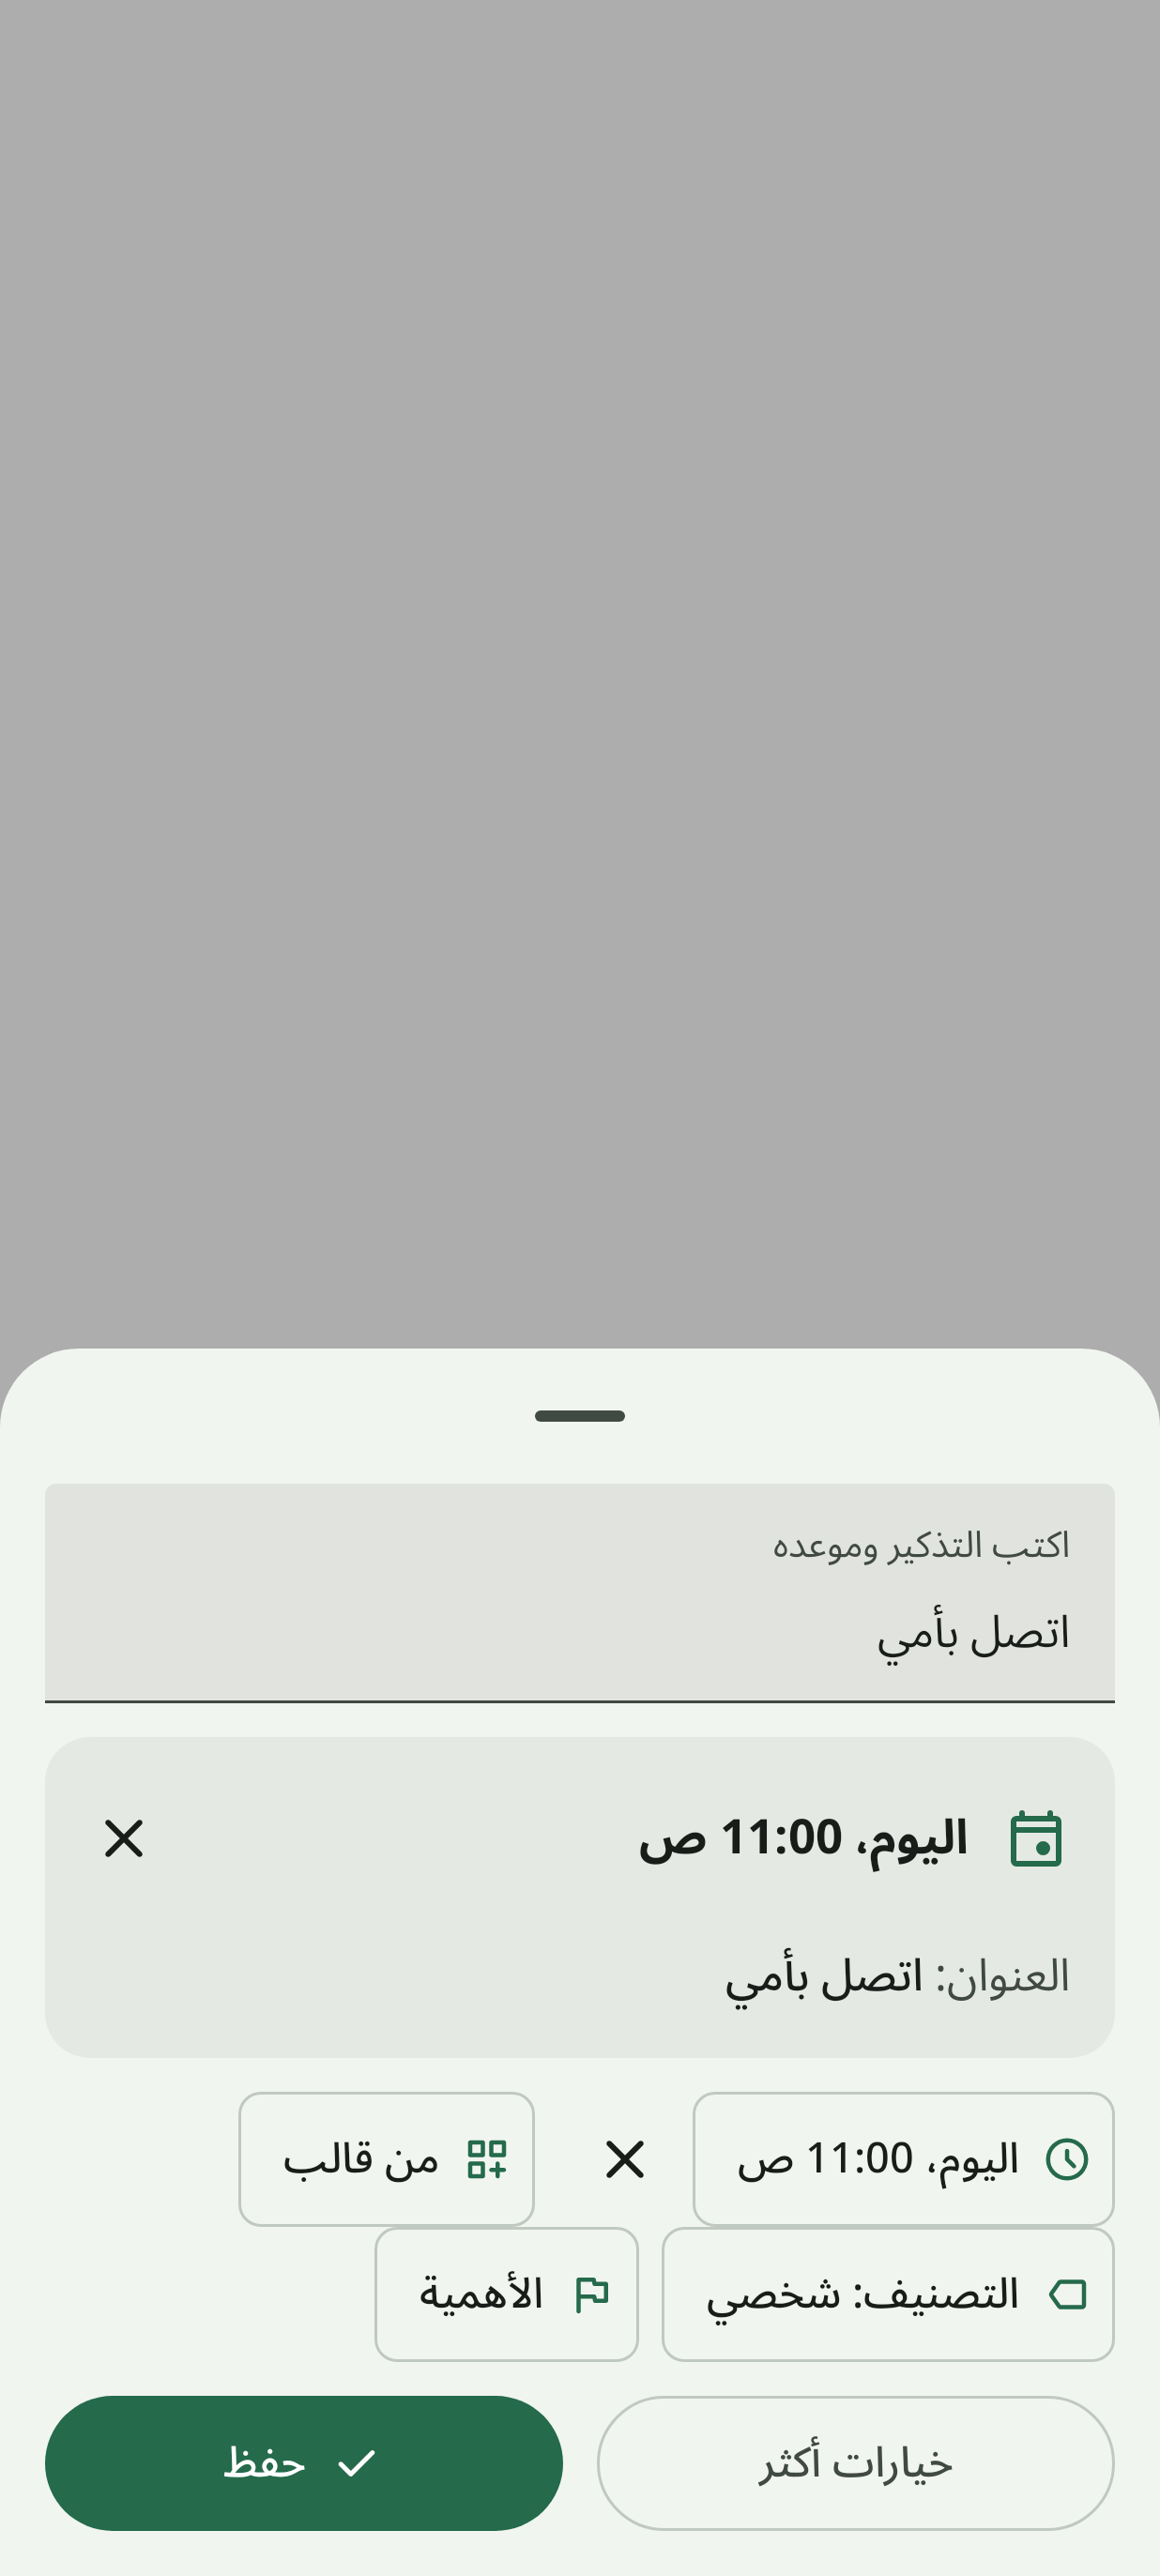 اكتب التذكير وموعده
اتصل بأمي
اليوم، 11:00 ص
العنوان: اتصل بأمي
اليوم، 11:00 ص
من قالب
التصنيف: شخصي
الأهمية
خيارات أكثر
حفظ